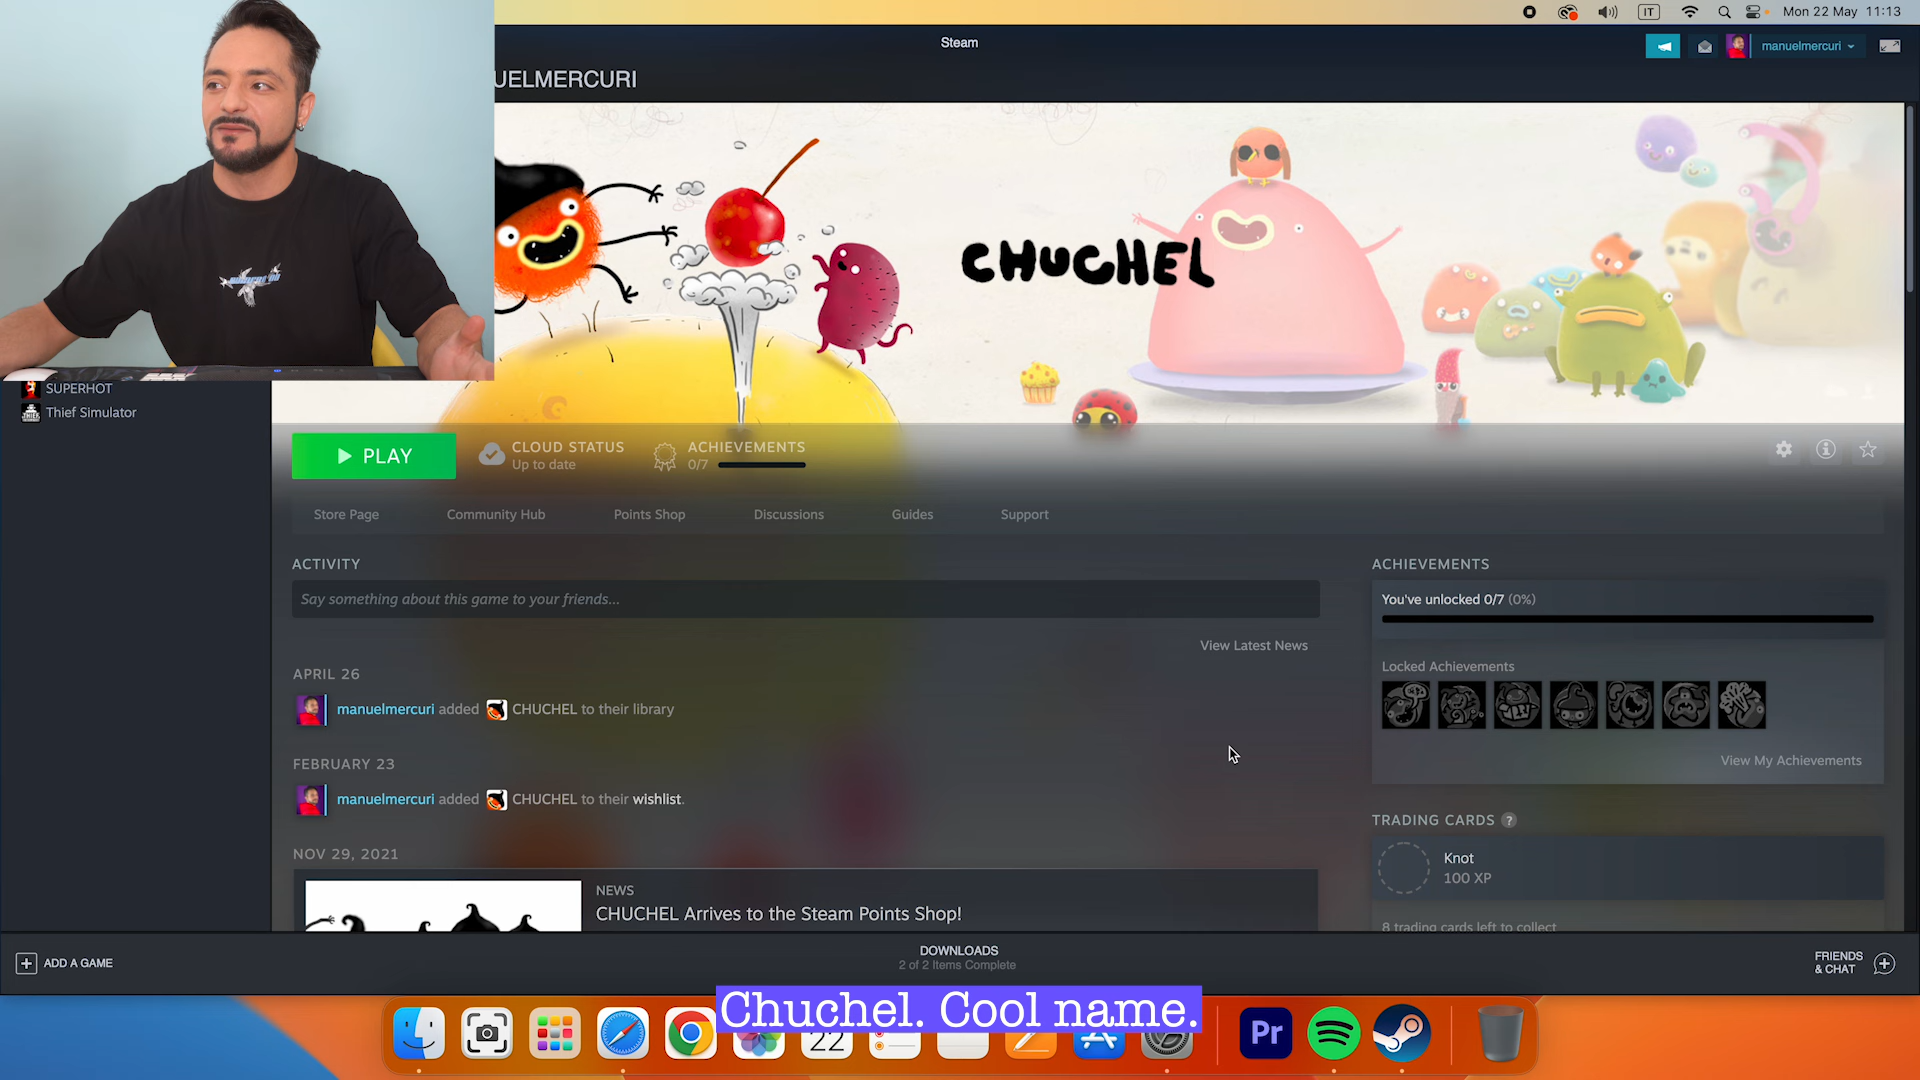 IT
Mon 22 May 11:13
Steam
manuelmercuri
UELMERCURI
CHUCHEL
SUPERHOT
Thief Simulator
PLAY
CLOUD STATUS
Up to date
ACHIEVEMENTS
0/7
Store Page
Community Hub
Points Shop
Discussions
Guides
Support
ACTIVITY
Say something about this game to your friends...
View Latest News
APRIL 26
manuelmercuri added CHUCHEL to their library
FEBRUARY 23
manuelmercuri added CHUCHEL to their wishlist.
NOV 29, 2021
NEWS
CHUCHEL Arrives to the Steam Points Shop!
ACHIEVEMENTS
You've unlocked 0/7 (0%)
Locked Achievements
View My Achievements
TRADING CARDS ?
Knot
100 XP
8 trading cards left to collect
ADD A GAME
DOWNLOADS
2 of 2 Items Complete
FRIENDS
& CHAT
Chuchel. Cool name.
22
Pr